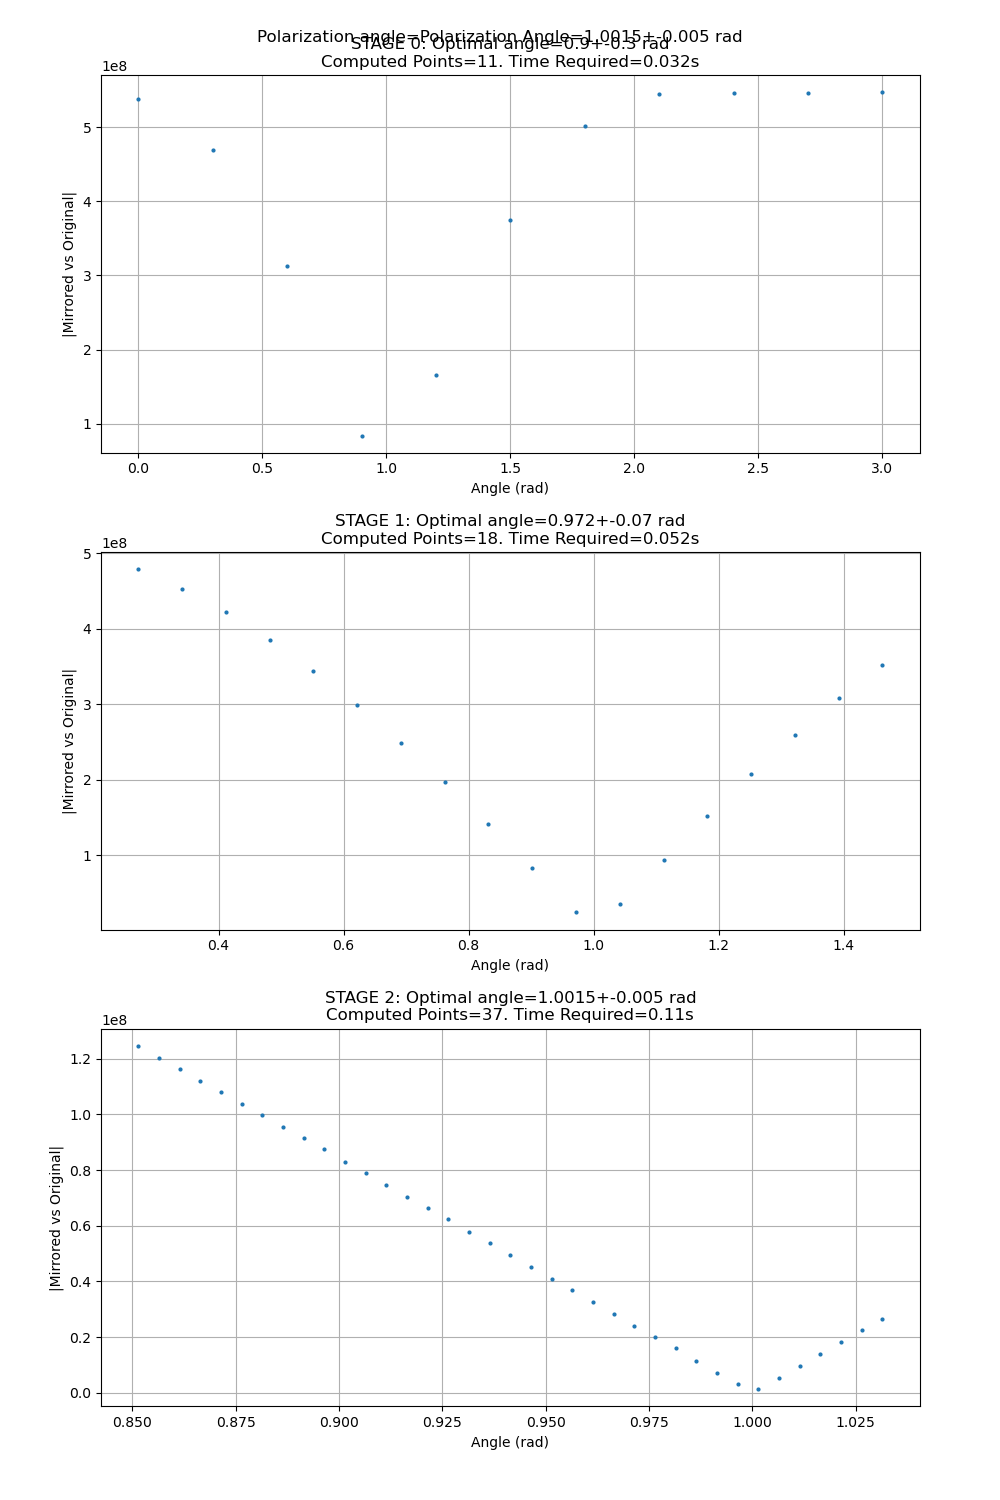 Polarization angle=Polarization Angle=1.0015+-0.005 rad
STAGE 0: Optimal angle=0.9+-0.3 rad
Computed Points=11. Time Required=0.032s
1e8
5
4
3
2
1
|Mirrored vs Original|
0.0 0.5 1.0 1.5 2.0 2.5 3.0
Angle (rad)
STAGE 1: Optimal angle=0.972+-0.07 rad
Computed Points=18. Time Required=0.052s
1e8
5
4
3
2
1
|Mirrored vs Original|
0.4 0.6 0.8 1.0 1.2 1.4
Angle (rad)
STAGE 2: Optimal angle=1.0015+-0.005 rad
Computed Points=37. Time Required=0.11s
1e8
1.2
1.0
0.8
0.6
0.4
0.2
0.0
|Mirrored vs Original|
0.850 0.875 0.900 0.925 0.950 0.975 1.000 1.025
Angle (rad)